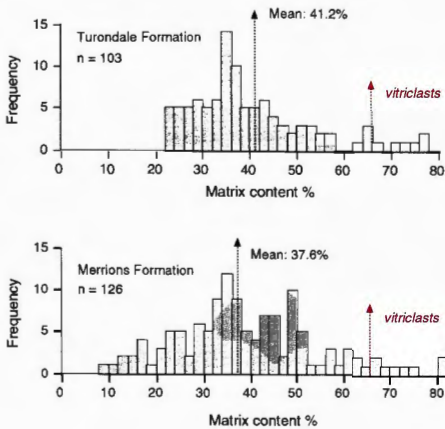 Turondale Formation
n = 103
Mean: 41.2%
vitriclasts
Frequency
15
10
5
0
0 10 20 30 40 50 60 70 80
Matrix content %
Merrions Formation
n = 126
Mean: 37.6%
vitriclasts
Frequency
15
10
5
0
0 10 20 30 40 50 60 70 80
Matrix content %